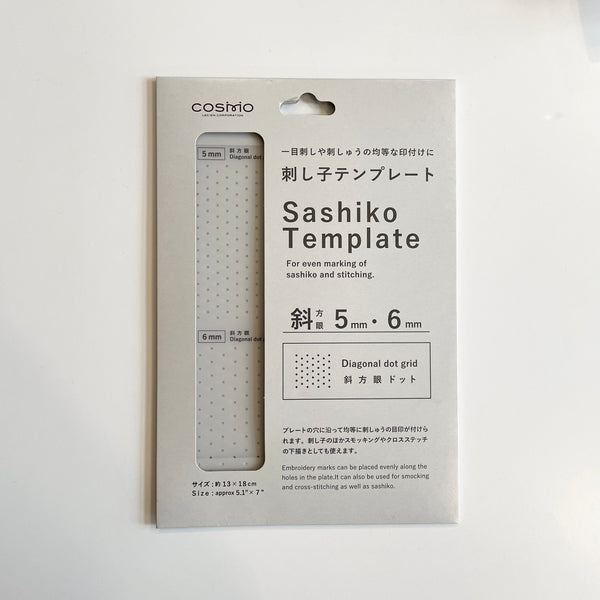 COSMO
LECIEN CORPORATION
5 mm
斜方眼
Diagonal dot
6 mm
斜方眼
Diagonal dot
サイズ：約 13×18cm
Size : approx 5.1"× 7"
一目刺しや刺しゅうの均等な印付けに
刺し子テンプレート
Sashiko
Template
For even marking of
sashiko and stitching.
斜方眼 5mm・6mm
Diagonal dot grid
斜方眼ドット
プレートの穴に沿って均等に刺しゅうの目印が付けら
れます。刺し子のほかスモッキングやクロスステッチ
の下描きとしても使えます。
Embroidery marks can be placed evenly along the
holes in the plate.It can also be used for smocking
and cross-stitching as well as sashiko.